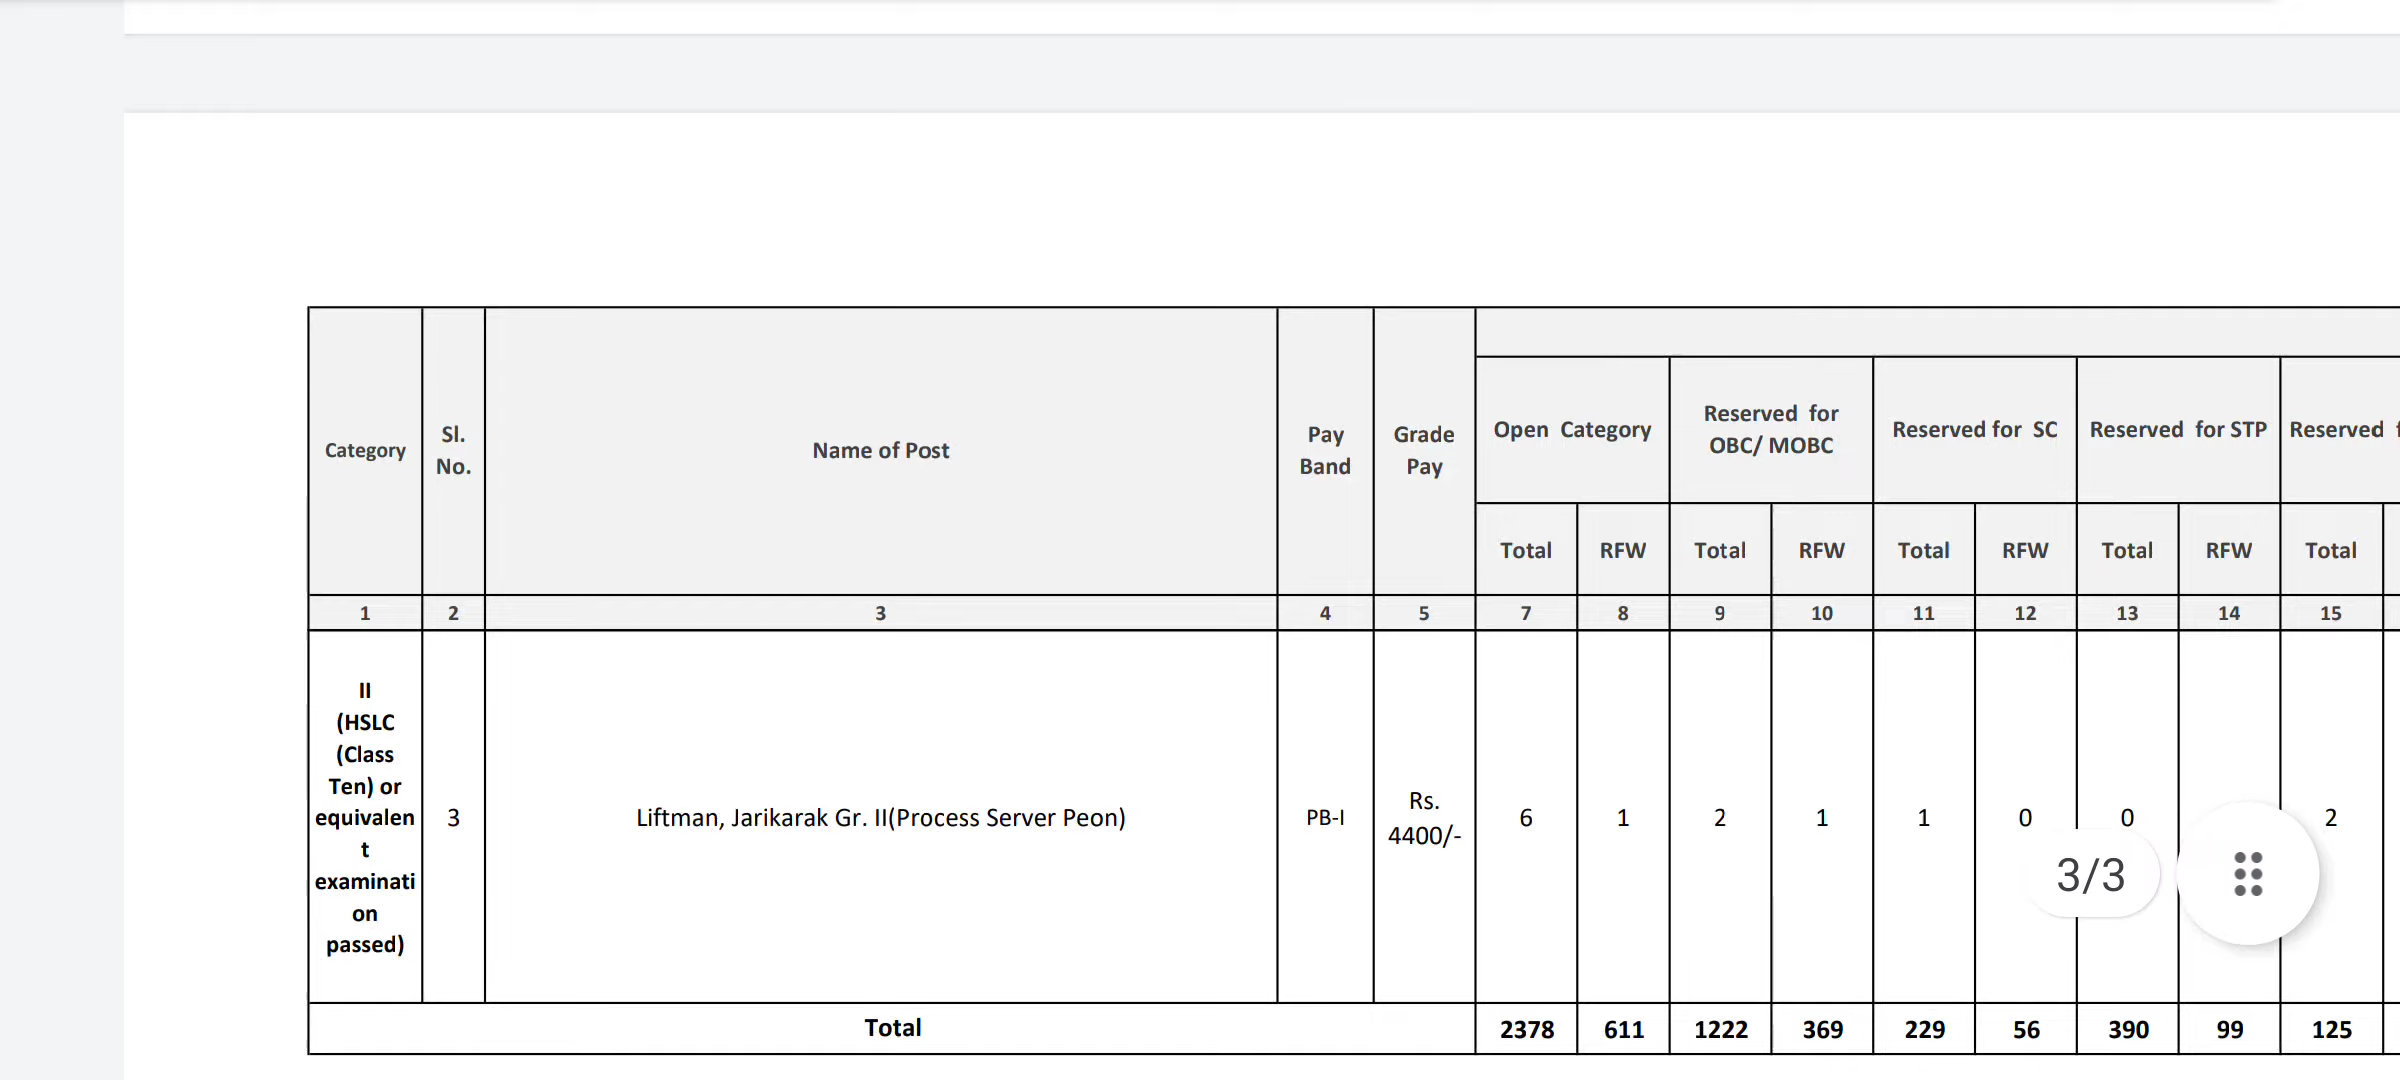 Category
Sl.
No.
Name of Post
Pay
Band
Grade
Pay
Open Category
Reserved for
OBC/ MOBC
Reserved for SC
Reserved for STP
Reserved
Total RFW Total RFW Total RFW Total RFW Total
1 2 3 4 5 7 8 9 10 11 12 13 14 15
II
(HSLC
(Class
Ten) or
equivalen
t
examinati
on
passed)
3
Liftman, Jarikarak Gr. II(Process Server Peon)
PB-I
Rs.
4400/-
6 1 2 1 1 0 0 2
3/3
Total 2378 611 1222 369 229 56 390 99 125